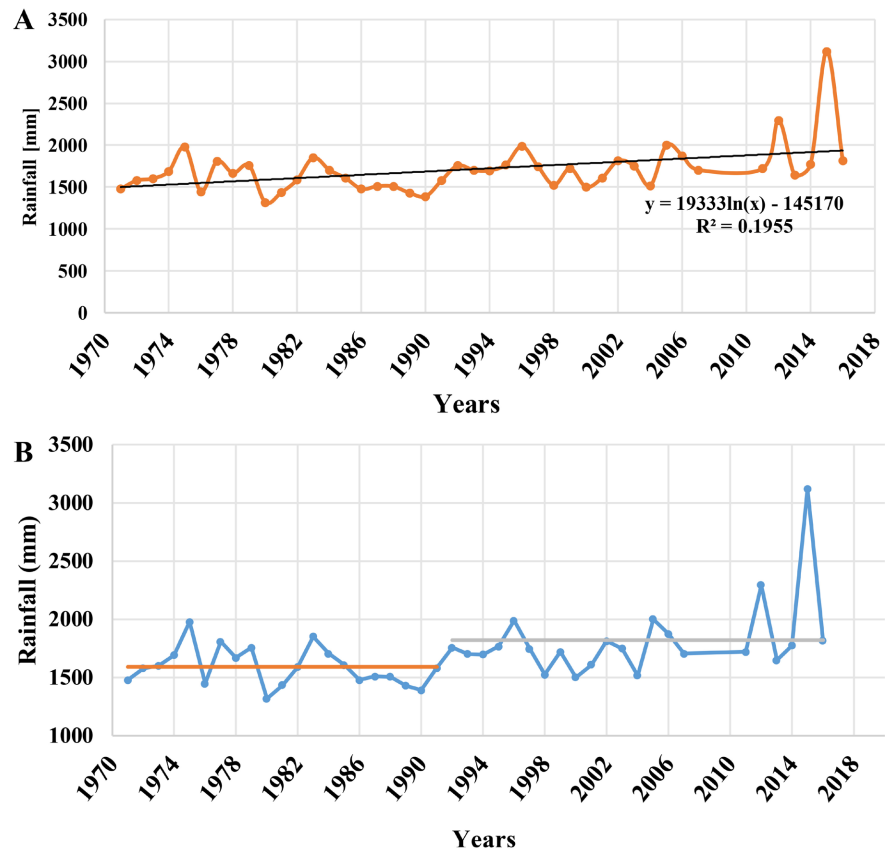 A
3500
3000
2500
2000
1500
1000
500
0
Rainfall [mm]
y = 19333ln(x) - 145170
R² = 0.1955
1970 1974 1978 1982 1986 1990 1994 1998 2002 2006 2010 2014 2018
Years
B
3500
3000
2500
2000
1500
1000
Rainfall (mm)
1970 1974 1978 1982 1986 1990 1994 1998 2002 2006 2010 2014 2018
Years